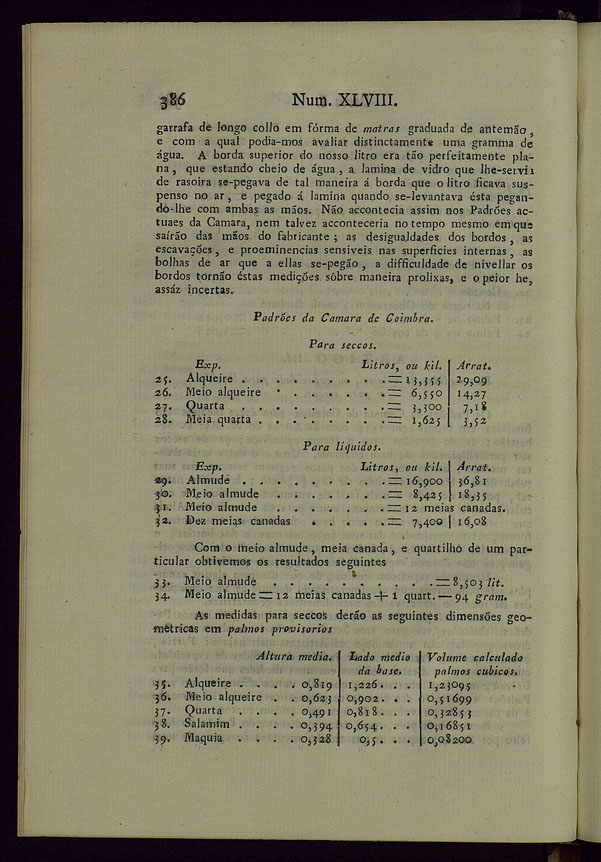 386 Num. XLVIII.
garrafa de longo collo em fórma de matras graduada de antemão,
e com a qual podia-mos avaliar distinctamente uma gramma de
água. A borda superior do nosso litro era tão perfeitamente pla-
na, que estando cheio de água, a lamina de vidro que lhe-servia
de rasoira se-pegava de tal maneira á borda que o litro ficava sus-
penso no ar, e pegado á lamina quando se-levantava ésta pegan-
do-lhe com ambas as mãos. Não accontecia assim nos Padrões ac-
tuaes da Camara, nem talvez acconteceria no tempo mesmo em que
saírão das mãos do fabricante; as desigualdades dos bordos, as
escavações, e proeminencias sensiveis nas superficies internas, as
bolhas de ar que a ellas se-pegão, a difficuldade de nivellar os
bordos tornão éstas medições sôbre maneira prolixas, e o peior he,
assáz incertas.
Padrões da Camara de Coimbra.
Para seccos.
Exp. Litros, ou kil. Arrat.
25. Alqueire . . . . . . . . . = 13,355 29,09
26. Meio alqueire . . . . . . . = 6,550 14,27
27. Quarta . . . . . . . . . = 3,300 7,18
28. Meia quarta . . . . . . . . = 1,625 3,52
Para liquidos.
Exp. Litros, ou kil. Arrat.
29. Almude . . . . . . . . . = 16,900 36,81
30. Meio almude . . . . . . = 8,425 18,35
31. Meio almude . . . . . . = 12 meias canadas.
32. Dez meias canadas . . . . . = 7,400 16,08
Com o meio almude, meia canada, e quartilho de um par-
ticular obtivemos os resultados seguintes
33. Meio almude . . . . . . . . . . = 8,503 lit.
34. Meio almude = 12 meias canadas + 1 quart. — 94 gram.
As medidas para seccos derão as seguintes dimensões geo-
métricas em palmos provisorios
Altura media. Lado medio Volume calculado
da base. palmos cubicos.
35. Alqueire . . . . 0,819 1,226. . . 1,23095
36. Meio alqueire . . 0,623 0,902. . . 0,51699
37. Quarta . . . . 0,491 0,818. . . 0,32853
38. Salamim . . . . 0,394 0,654. . . 0,16851
39. Maquia . . . . 0,328 0,5. . . 0,08200